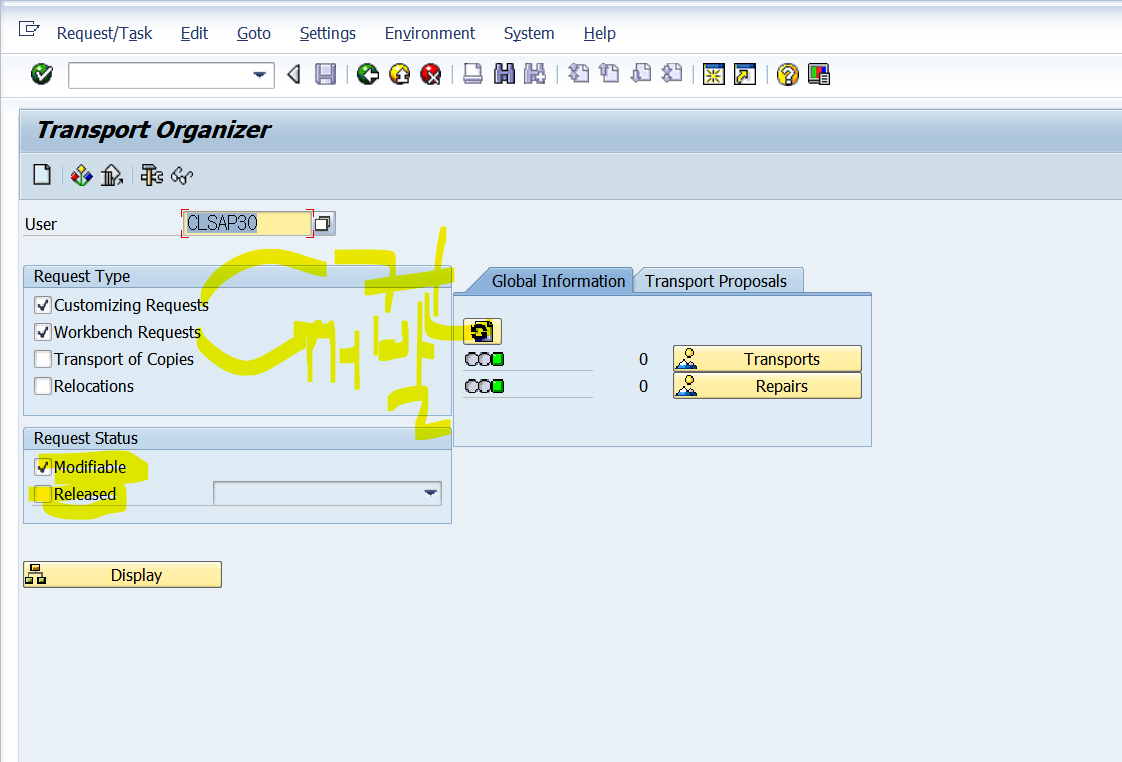 Request/Task Edit Goto Settings Environment System Help
Transport Organizer
User CLSAP30
Request Type
Customizing Requests
Workbench Requests
Transport of Copies
Relocations
Global Information Transport Proposals
0 Transports
0 Repairs
Request Status
Modifiable
Released
Display